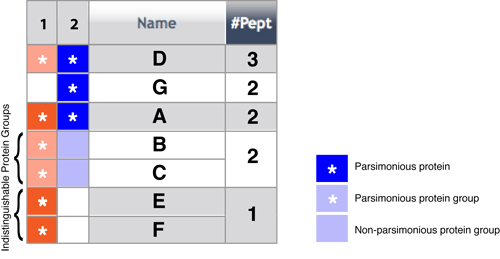 1 2 Name #Pept
* * D 3
* G 2
* * A 2
* B
* C
2
* E
* F
1
Indistinguishable Protein Groups
* Parsimonious protein
* Parsimonious protein group
Non-parsimonious protein group